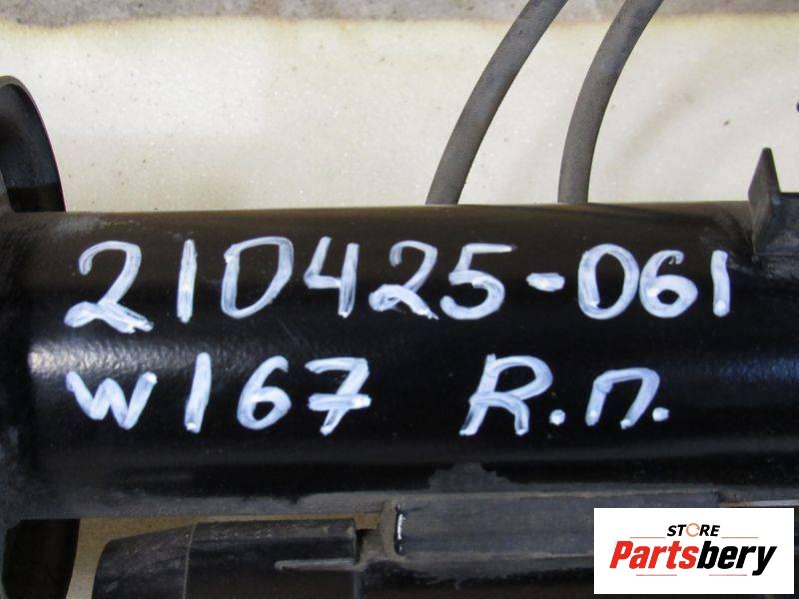 210425-061
W167 R.П.
STORE
Partsbery